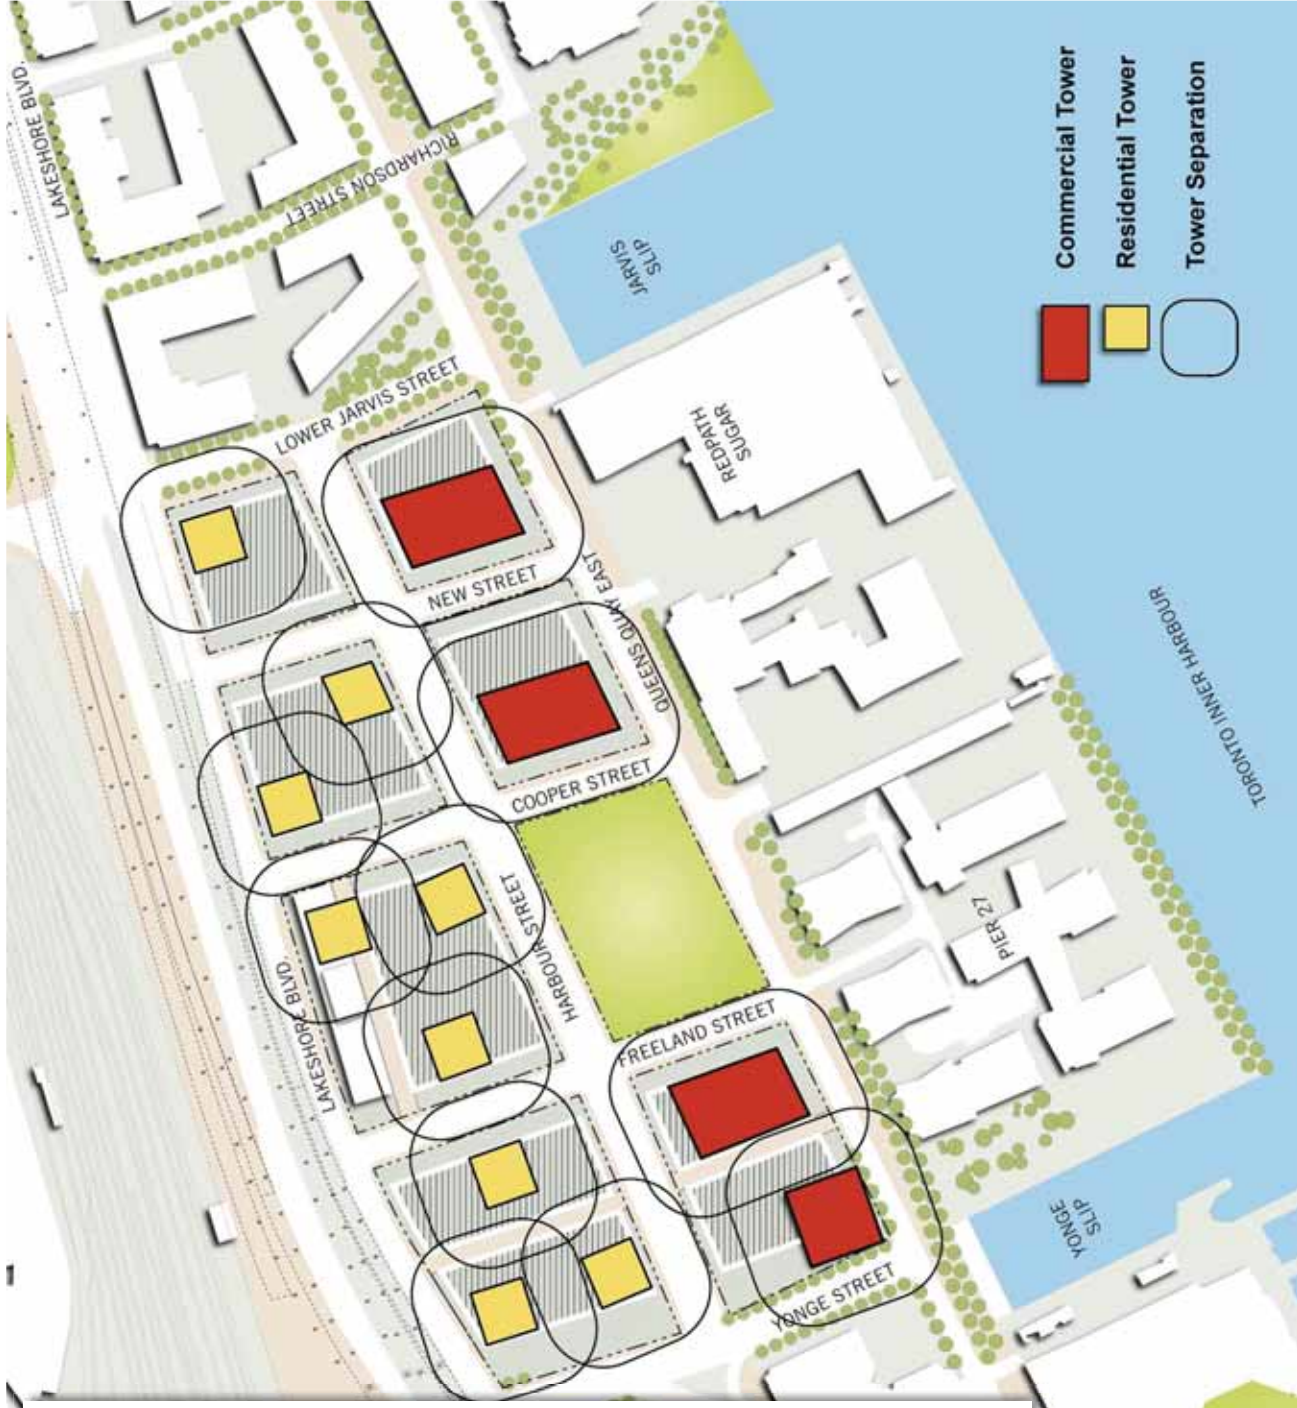 LAKESHORE BLVD.
RICHARDSON STREET
JARVIS
SLIP
LOWER JARVIS STREET
REDPATH
SUGAR
NEW STREET
QUEENS QUAY EAST
COOPER STREET
HARBOUR STREET
LAKESHORE BLVD.
FREELAND STREET
PIER 27
YONGE STREET
YONGE
SLIP
TORONTO INNER HARBOUR
Commercial Tower
Residential Tower
Tower Separation